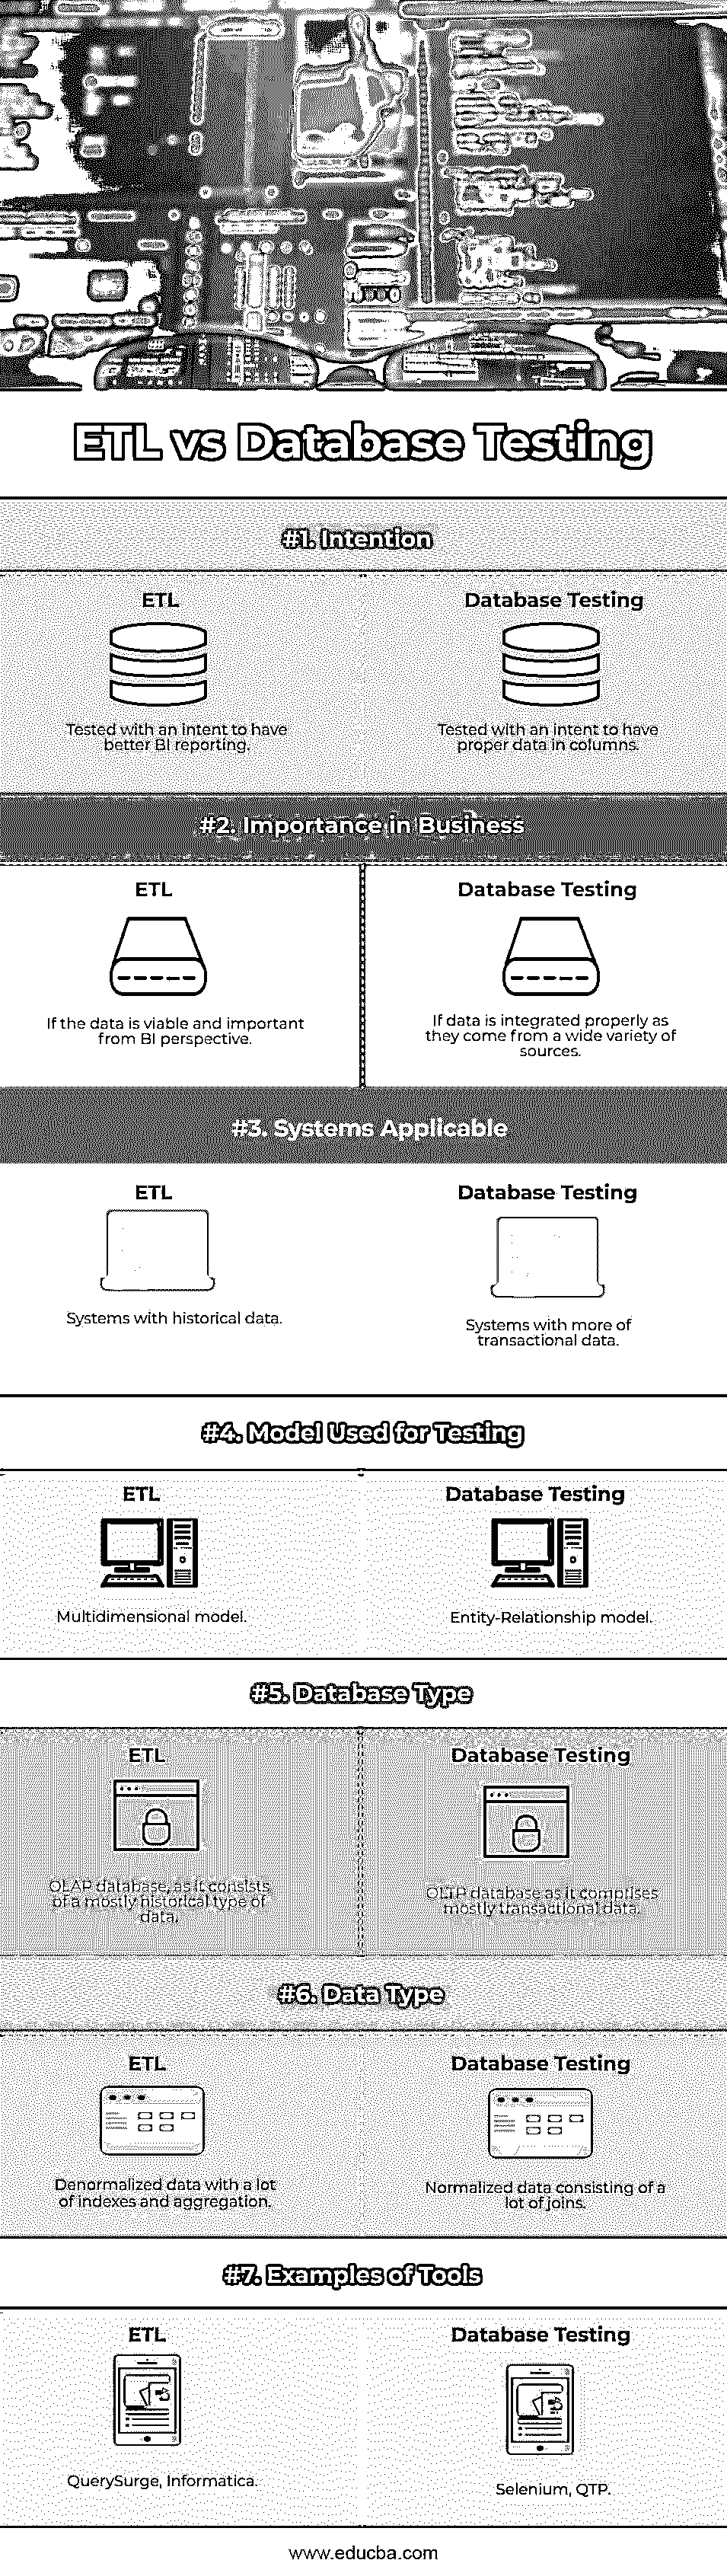 ETL vs Database Testing
#1. Intention
ETL
Tested with an intent to have
better BI reporting.
Database Testing
Tested with an intent to have
proper data in columns.
#2. Importance in Business
ETL
If the data is viable and important
from BI perspective.
Database Testing
If data is integrated properly as
they come from a wide variety of
sources.
#3. Systems Applicable
ETL
Systems with historical data.
Database Testing
Systems with more of
transactional data.
#4. Model Used for Testing
ETL
Multidimensional model.
Database Testing
Entity-Relationship model.
#5. Database Type
ETL
OLAP database, as it consists
of a mostly historical type of
data.
Database Testing
OLTP database as it comprises
mostly transactional data.
#6. Data Type
ETL
Denormalized data with a lot
of indexes and aggregation.
Database Testing
Normalized data consisting of a
lot of joins.
#7. Examples of Tools
ETL
QuerySurge, Informatica.
Database Testing
Selenium, QTP.
www.educba.com